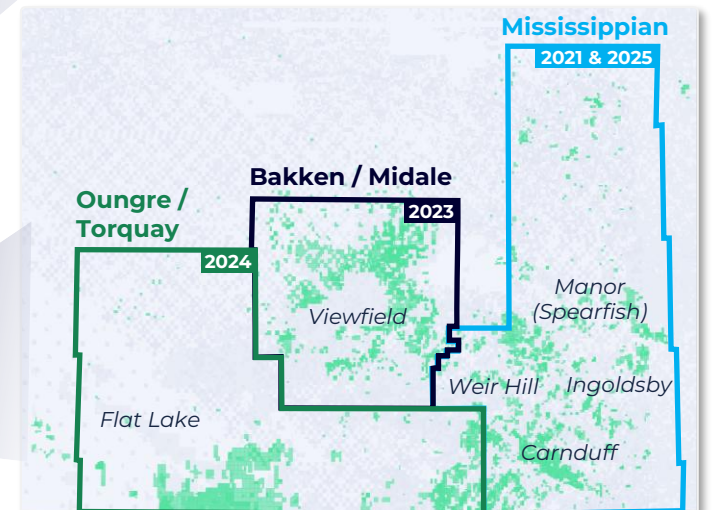 Mississippian
2021 & 2025
Bakken / Midale
2023
Oungre /
Torquay
2024
Manor
(Spearfish)
Viewfield
Weir Hill
Ingoldsby
Flat Lake
Carnduff